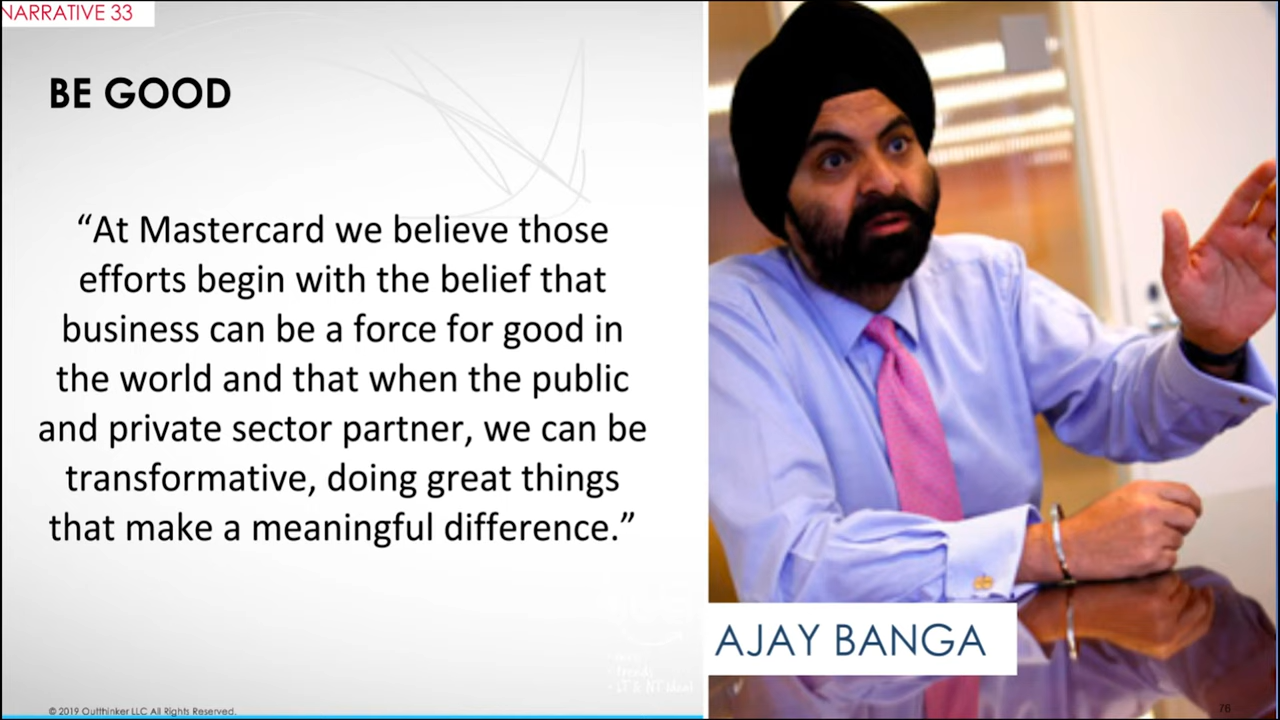 NARRATIVE 33
BE GOOD
“At Mastercard we believe those
efforts begin with the belief that
business can be a force for good in
the world and that when the public
and private sector partner, we can be
transformative, doing great things
that make a meaningful difference.”
AJAY BANGA
© 2019 Outthinker LLC All Rights Reserved.
76